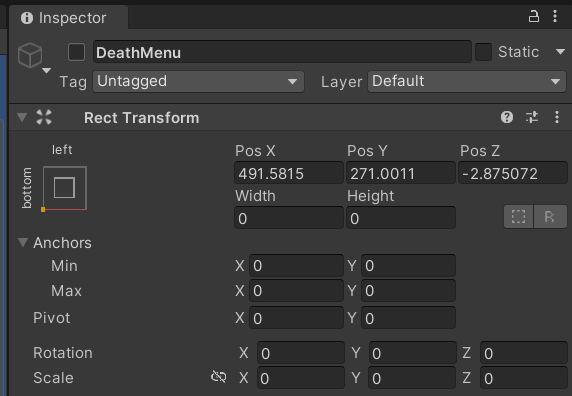 Inspector
DeathMenu Static
Tag Untagged Layer Default
Rect Transform
left Pos X Pos Y Pos Z
bottom 491.5815 271.0011 -2.875072
Width Height
0 0 R
Anchors
Min X 0 Y 0
Max X 0 Y 0
Pivot X 0 Y 0
Rotation X 0 Y 0 Z 0
Scale X 0 Y 0 Z 0